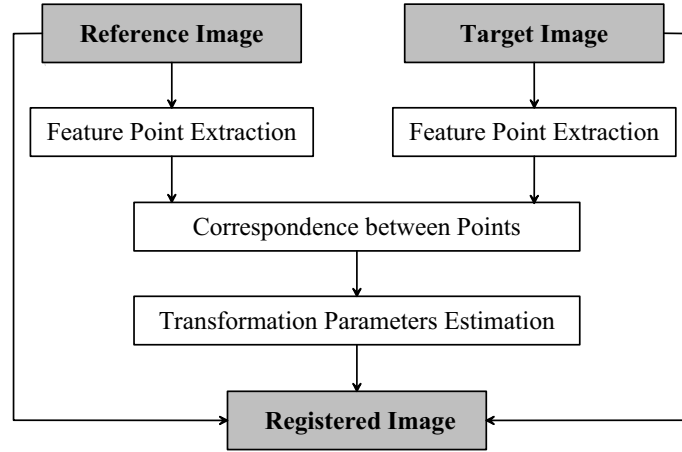 Reference Image
Target Image
Feature Point Extraction
Feature Point Extraction
Correspondence between Points
Transformation Parameters Estimation
Registered Image